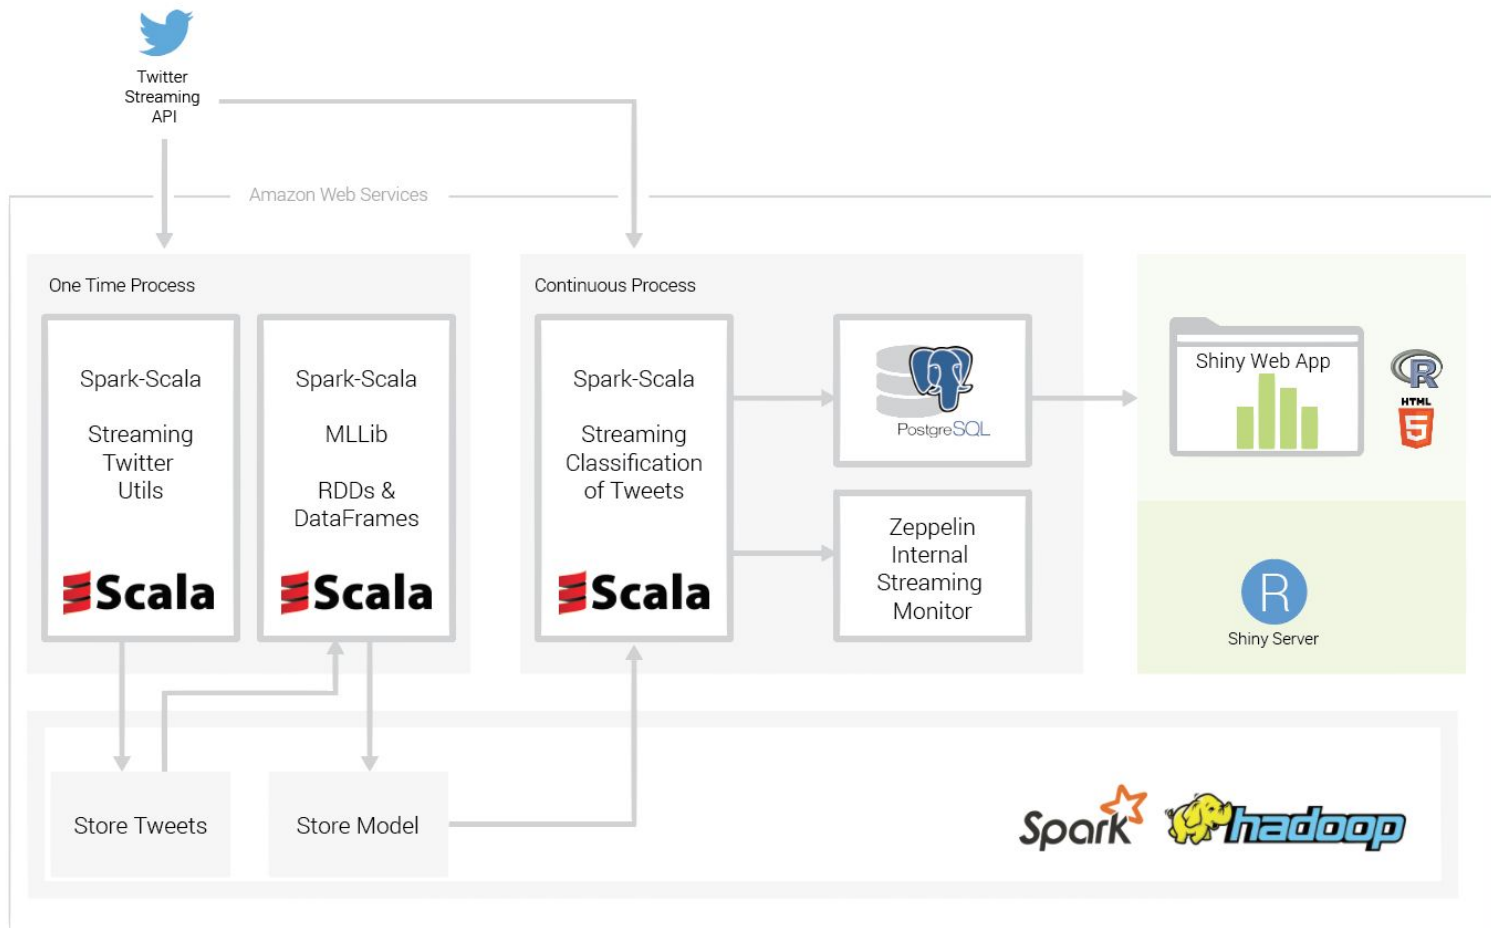 Twitter
Streaming
API
Amazon Web Services
One Time Process
Spark-Scala
Streaming
Twitter
Utils
Scala
Spark-Scala
MLLib
RDDs &
DataFrames
Scala
Continuous Process
Spark-Scala
Streaming
Classification
of Tweets
Scala
PostgreSQL
Zeppelin
Internal
Streaming
Monitor
Shiny Web App
R
HTML
5
R
Shiny Server
Store Tweets
Store Model
Spark
hadoop